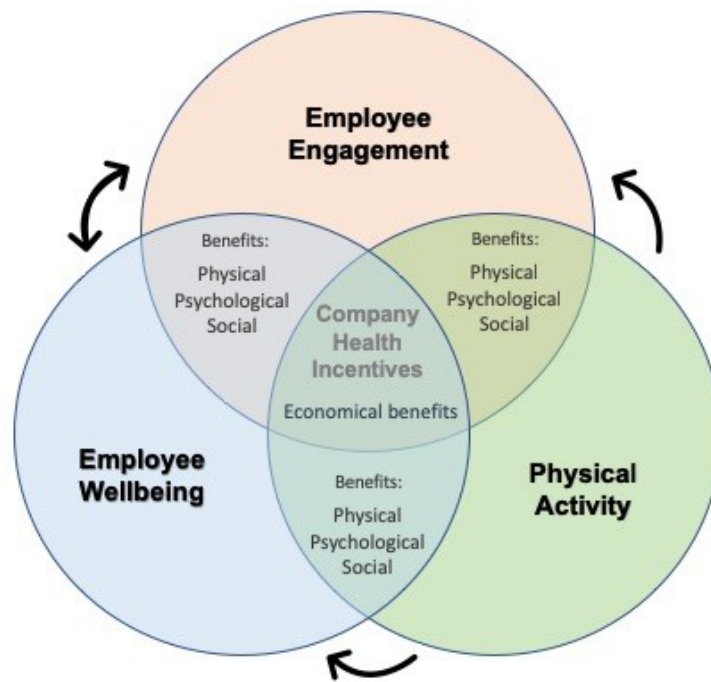 Employee
Engagement
Benefits:
Physical
Psychological
Social
Benefits:
Physical
Psychological
Social
Company
Health
Incentives
Economical benefits
Employee
Wellbeing
Benefits:
Physical
Psychological
Social
Physical
Activity